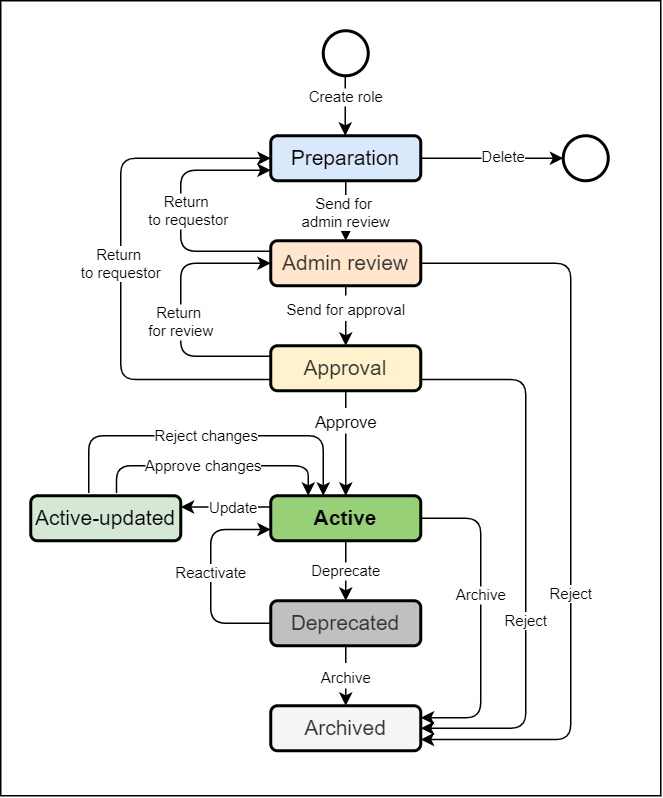 Create role
Preparation
Delete
Return
to requestor
Send for
admin review
Return
to requestor
Admin review
Return
for review
Send for approval
Approval
Approve
Reject changes
Approve changes
Active-updated
Update
Active
Reactivate
Deprecate
Archive
Reject
Reject
Deprecated
Archive
Archived